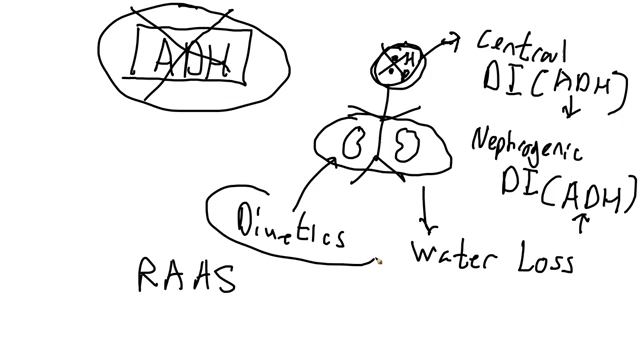 ADH
Central
DI (ADH)
Nephrogenic
DI (ADH)
Diuretics
Water Loss
RAAS